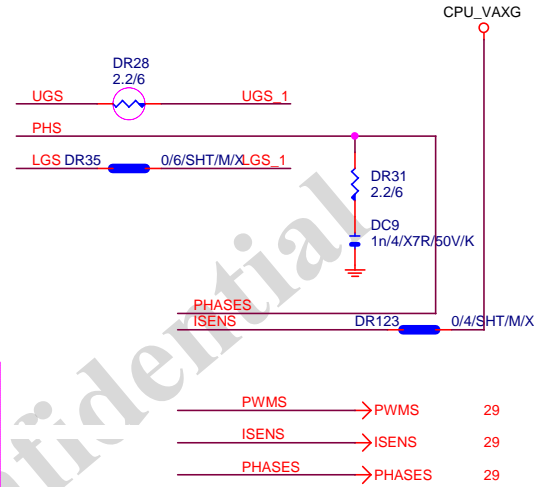 CPU_VAXG
DR28
2.2/6
UGS UGS_1
PHS
LGS DR35 0/6/SHT/M/X LGS_1
DR31
2.2/6
DC9
1n/4/X7R/50V/K
PHASES
ISENS DR123 0/4/SHT/M/X
PWMS PWMS 29
ISENS ISENS 29
PHASES PHASES 29
nfidential